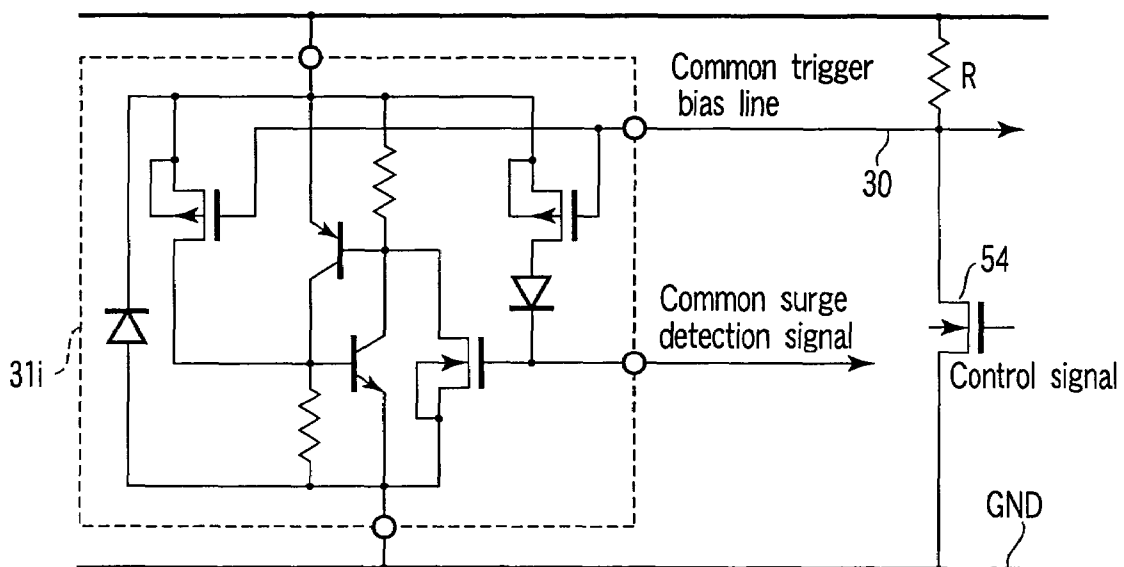 Common trigger
bias line
R
30
54
Common surge
detection signal
Control signal
31i
GND